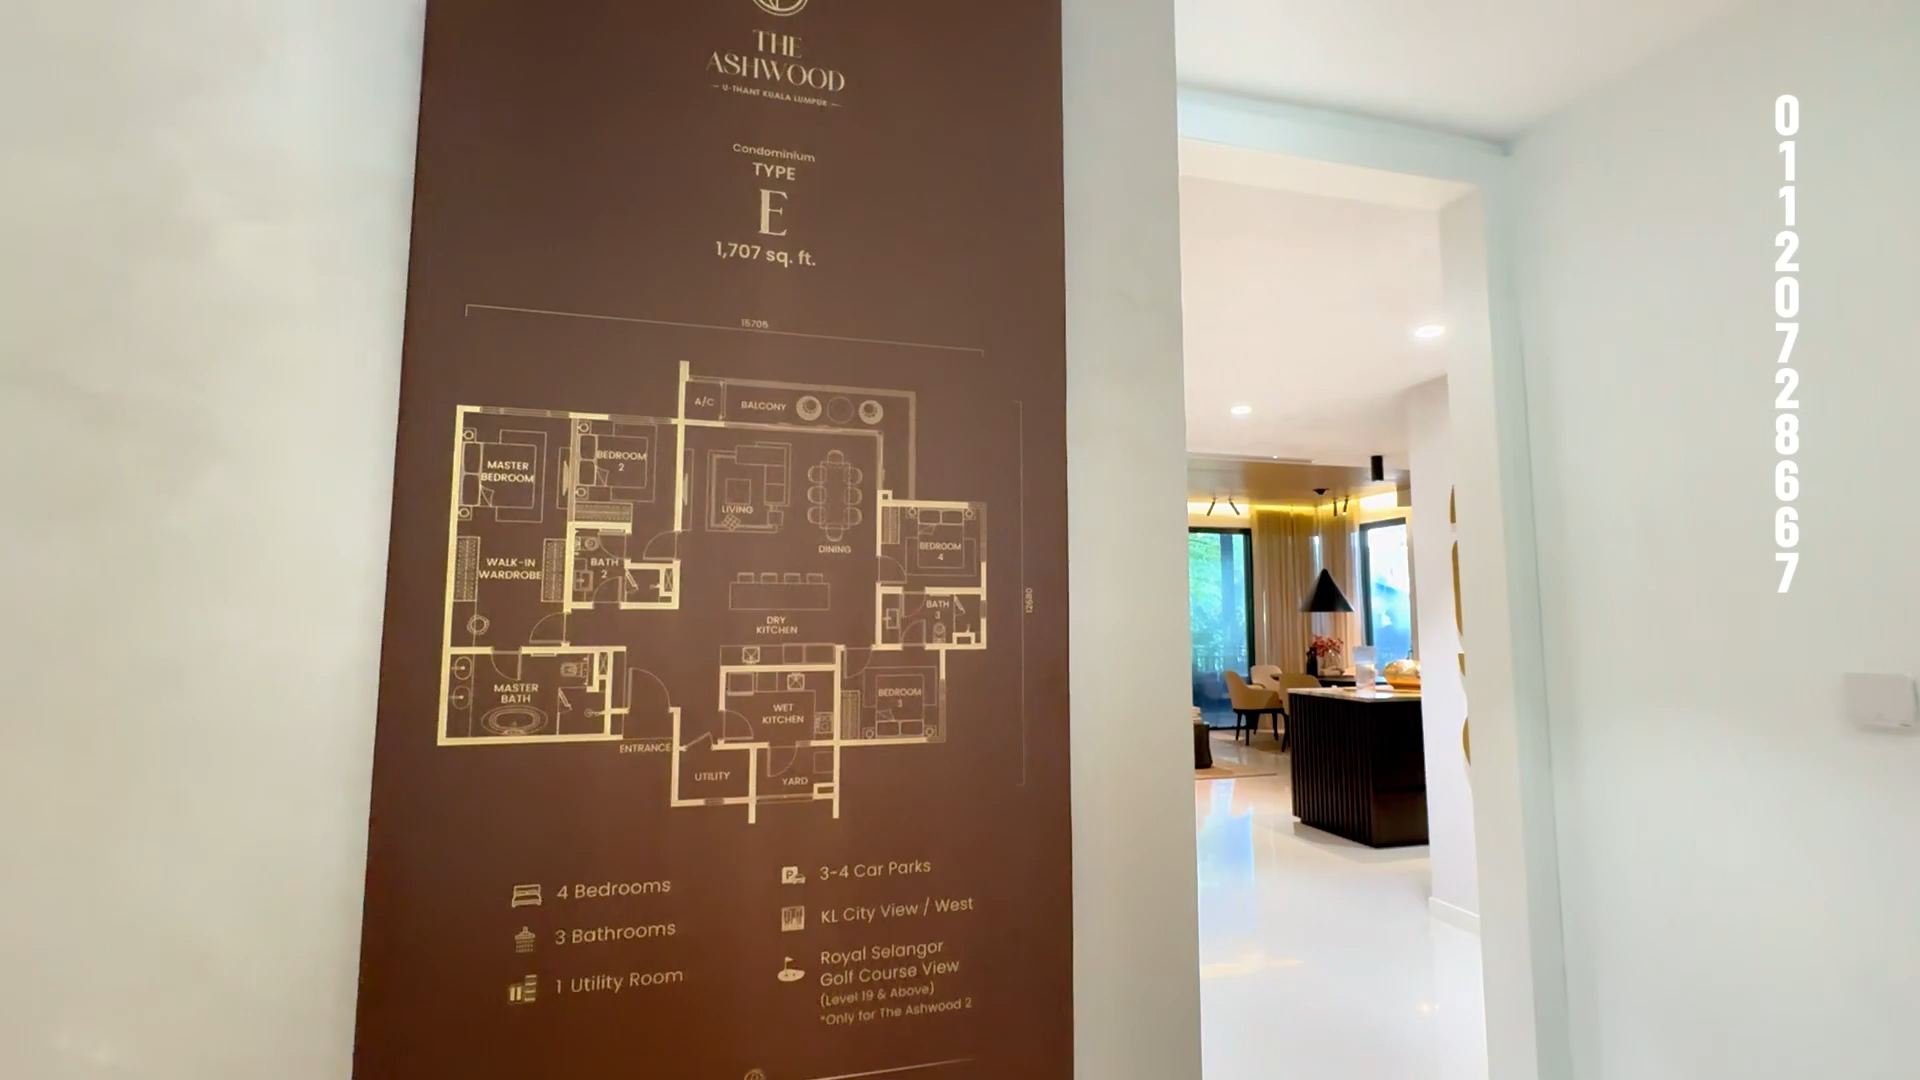 THE
ASHWOOD
U-THANT KUALA LUMPUR
Condominium
TYPE
E
1,707 sq. ft.
15705
A/C
BALCONY
MASTER
BEDROOM
BEDROOM
2
LIVING
DINING
BEDROOM
4
WALK-IN
WARDROBE
BATH
2
12680
BATH
3
DRY
KITCHEN
MASTER
BATH
WET
KITCHEN
BEDROOM
3
ENTRANCE
UTILITY
YARD
4 Bedrooms
3 Bathrooms
1 Utility Room
3-4 Car Parks
KL City View / West
Royal Selangor
Golf Course View
(Level 19 & Above)
*Only for The Ashwood 2
01120728667